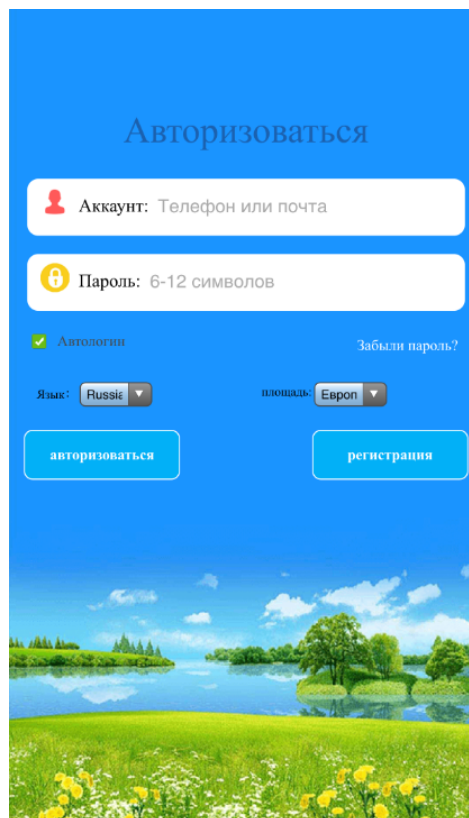 Авторизоваться
Аккаунт: Телефон или почта
Пароль: 6-12 символов
Автологин
Забыли пароль?
Язык: Russia площадь: Европ
авторизоваться регистрация